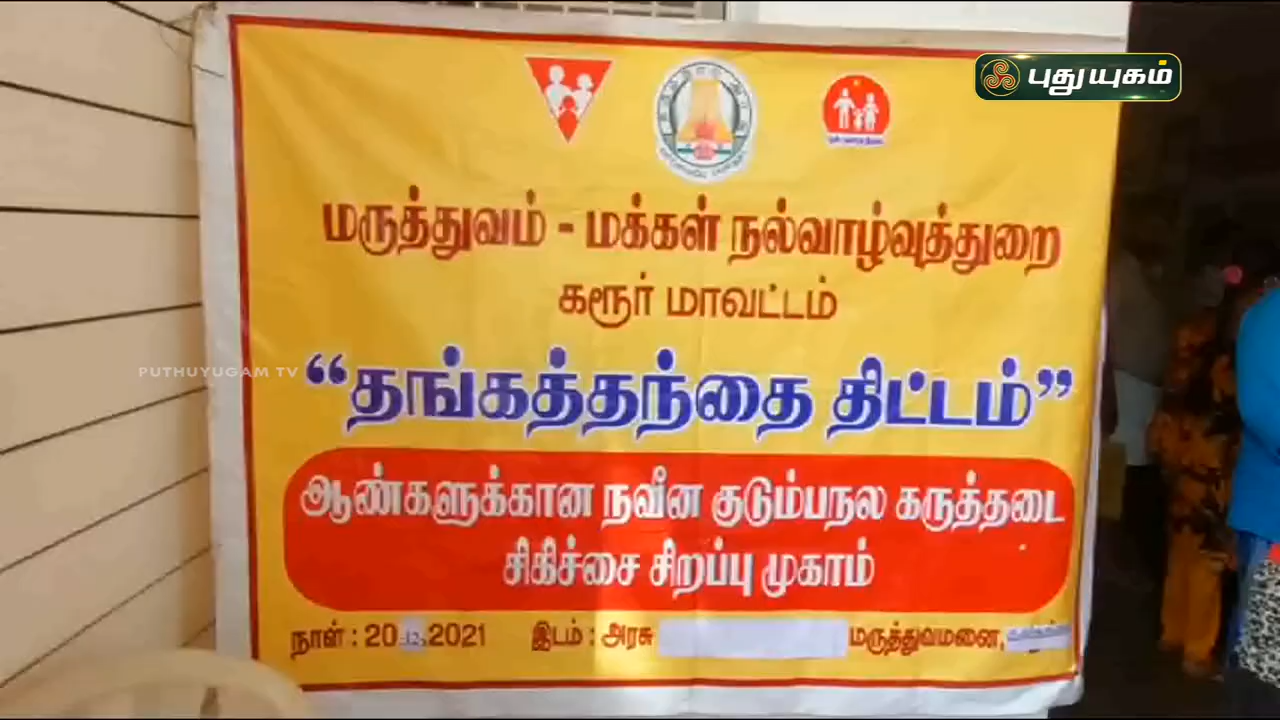 புதுயுகம்
மருத்துவம் - மக்கள் நல்வாழ்வுத்துறை
கரூர் மாவட்டம்
PUTHUYUGAM TV
“தங்கத்தந்தை திட்டம்”
ஆண்களுக்கான நவீன குடும்பநல கருத்தடை
சிகிச்சை சிறப்பு முகாம்
நாள் : 20-12-2021 இடம் : அரசு மருத்துவமனை,